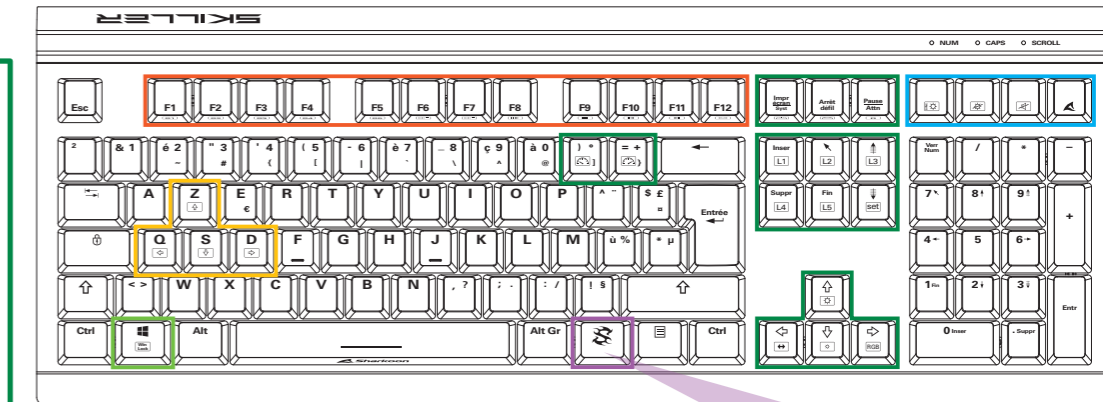 SKILLER
NUM CAPS SCROLL
Esc F1 F2 F3 F4 F5 F6 F7 F8 F9 F10 F11 F12 Impr écran Syst Arrêt défil Pause Attn
² & 1 é 2 ~ " 3 # ' 4 { ( 5 [ - 6 | è 7 ` _ 8 \ ç 9 ^ à 0 @ ) ° ] = + } Inser L1 L2 L3 Verr Num / * -
A Z E € R T Y U I O P ^ ¨ $ £ ¤ Entrée Suppr L4 Fin L5 set 7 8 9 +
Q S D F G H J K L M ù % * µ 4 5 6
< > W X C V B N , ? ; . : / ! § 1 Fin 2 3 Entr
Ctrl Win Lock Alt Alt Gr Ctrl RGB 0 Inser . Suppr
Sharkoon